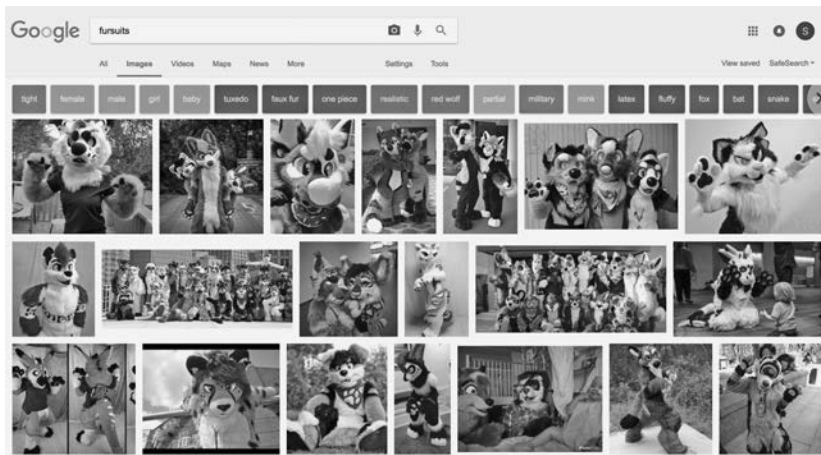 Google fursuits S
All Images Videos Maps News More Settings Tools View saved SafeSearch
tight female male girl baby tuxedo faux fur one piece realistic red wolf partial military mink latex fluffy fox bat snake